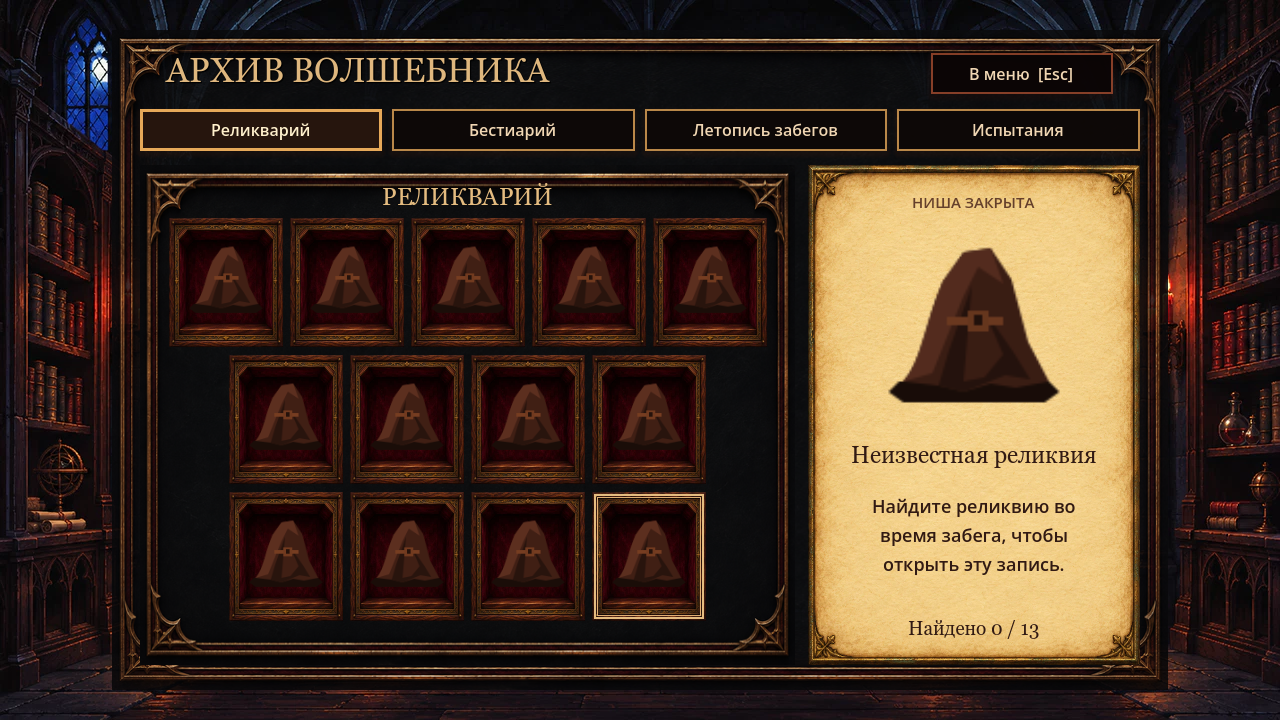 АРХИВ ВОЛШЕБНИКА
В меню [Esc]
Реликварий
Бестиарий
Летопись забегов
Испытания
РЕЛИКВАРИЙ
НИША ЗАКРЫТА
Неизвестная реликвия
Найдите реликвию во
время забега, чтобы
открыть эту запись.
Найдено 0 / 13